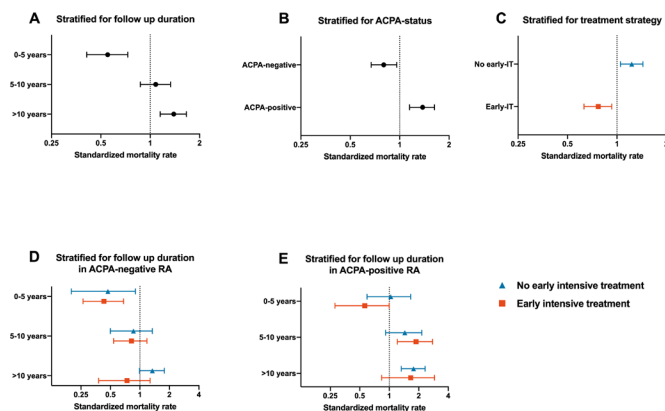 A Stratified for follow up duration
0-5 years
5-10 years
>10 years
0.25 0.5 1 2
Standardized mortality rate
B Stratified for ACPA-status
ACPA-negative
ACPA-positive
0.25 0.5 1 2
Standardized mortality rate
C Stratified for treatment strategy
No early-IT
Early-IT
0.25 0.5 1 2
Standardized mortality rate
D Stratified for follow up duration
in ACPA-negative RA
0-5 years
5-10 years
>10 years
0.25 0.5 1 2 4
Standardized mortality rate
E Stratified for follow up duration
in ACPA-positive RA
0-5 years
5-10 years
>10 years
0.25 0.5 1 2 4
Standardized mortality rate
No early intensive treatment
Early intensive treatment